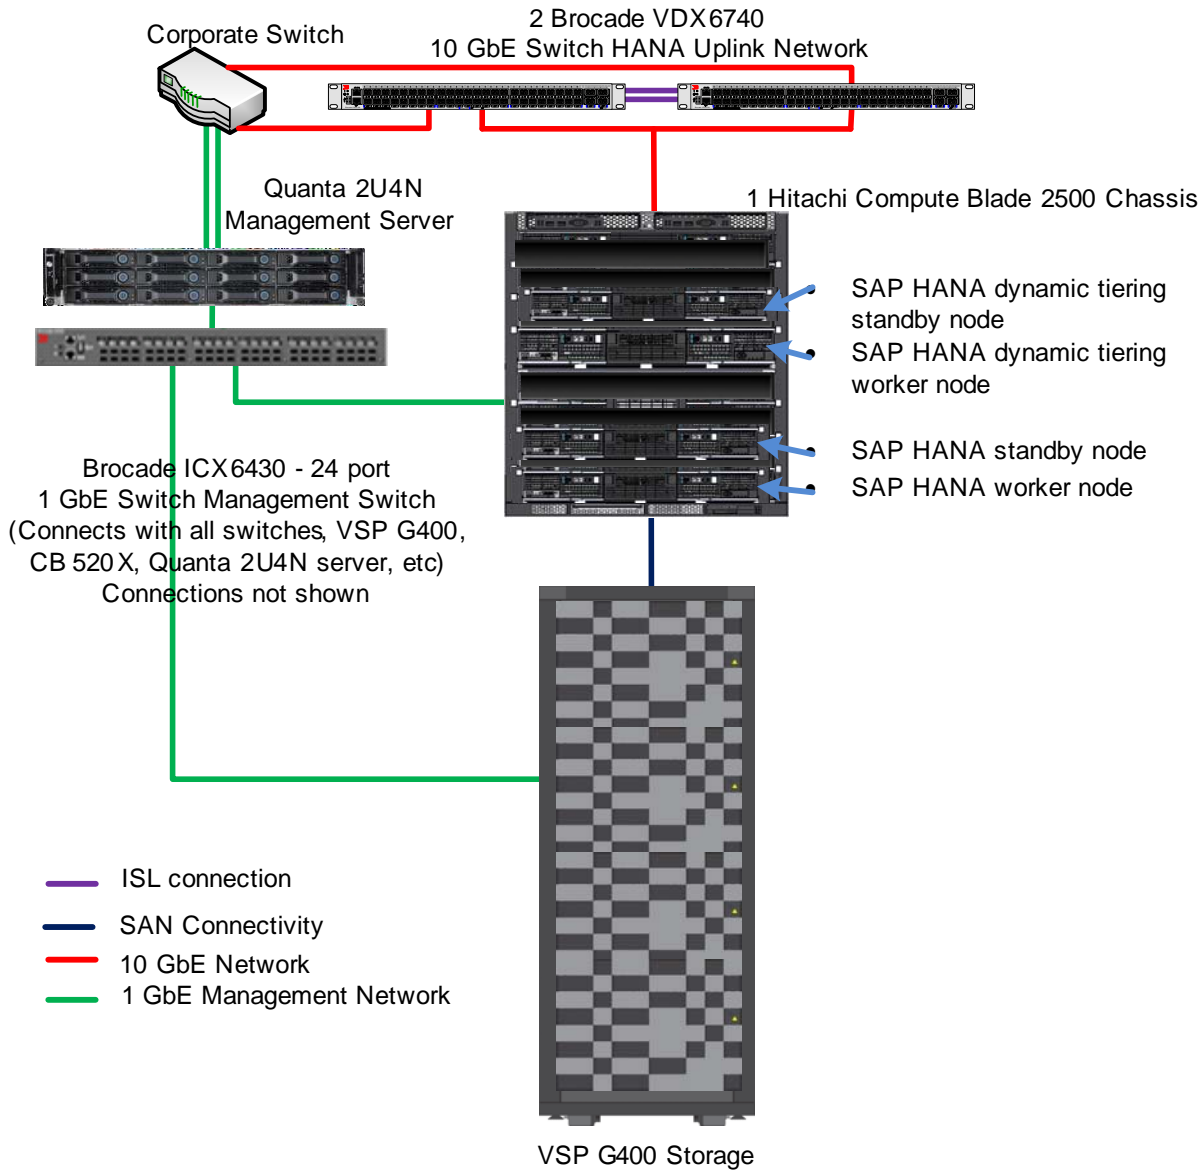 Corporate Switch
2 Brocade VDX6740
10 GbE Switch HANA Uplink Network
Quanta 2U4N
Management Server
1 Hitachi Compute Blade 2500 Chassis
SAP HANA dynamic tiering
standby node
SAP HANA dynamic tiering
worker node
SAP HANA standby node
SAP HANA worker node
Brocade ICX6430 - 24 port
1 GbE Switch Management Switch
(Connects with all switches, VSP G400,
CB 520X, Quanta 2U4N server, etc)
Connections not shown
ISL connection
SAN Connectivity
10 GbE Network
1 GbE Management Network
VSP G400 Storage